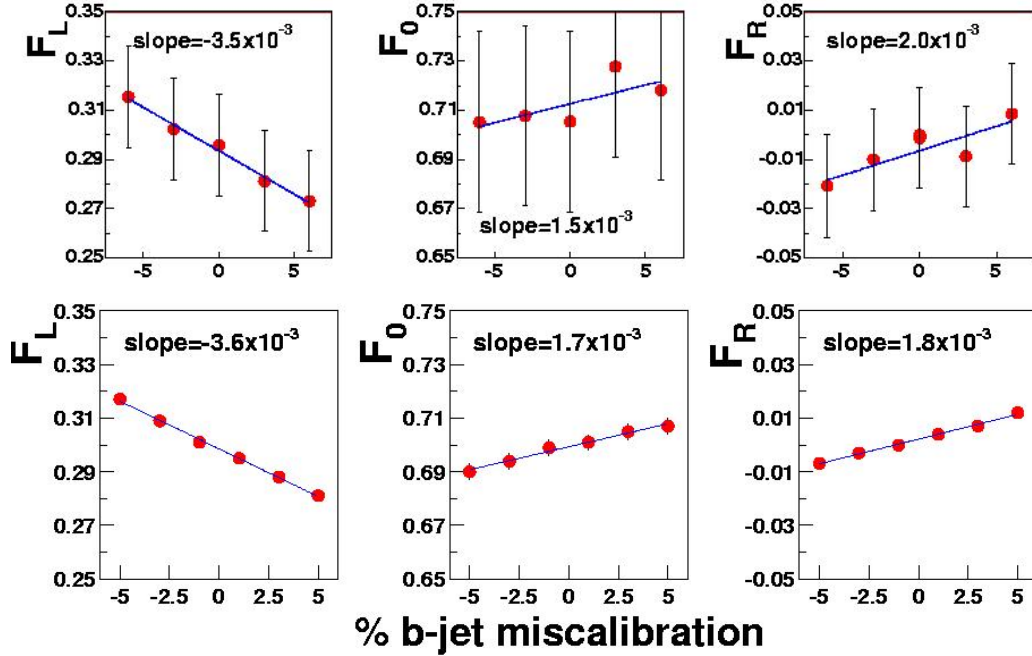 F_L
slope=-3.5x10^-3
0.35
0.33
0.31
0.29
0.27
0.25
-5 0 5
F_0
slope=1.5x10^-3
0.75
0.73
0.71
0.69
0.67
0.65
-5 0 5
F_R
slope=2.0x10^-3
0.05
0.03
0.01
-0.01
-0.03
-0.05
-5 0 5
F_L
slope=-3.6x10^-3
0.35
0.33
0.31
0.29
0.27
0.25
-5 -2.5 0 2.5 5
F_0
slope=1.7x10^-3
0.75
0.73
0.71
0.69
0.67
0.65
-5 -2.5 0 2.5 5
F_R
slope=1.8x10^-3
0.05
0.03
0.01
-0.01
-0.03
-0.05
-5 -2.5 0 2.5 5
% b-jet miscalibration